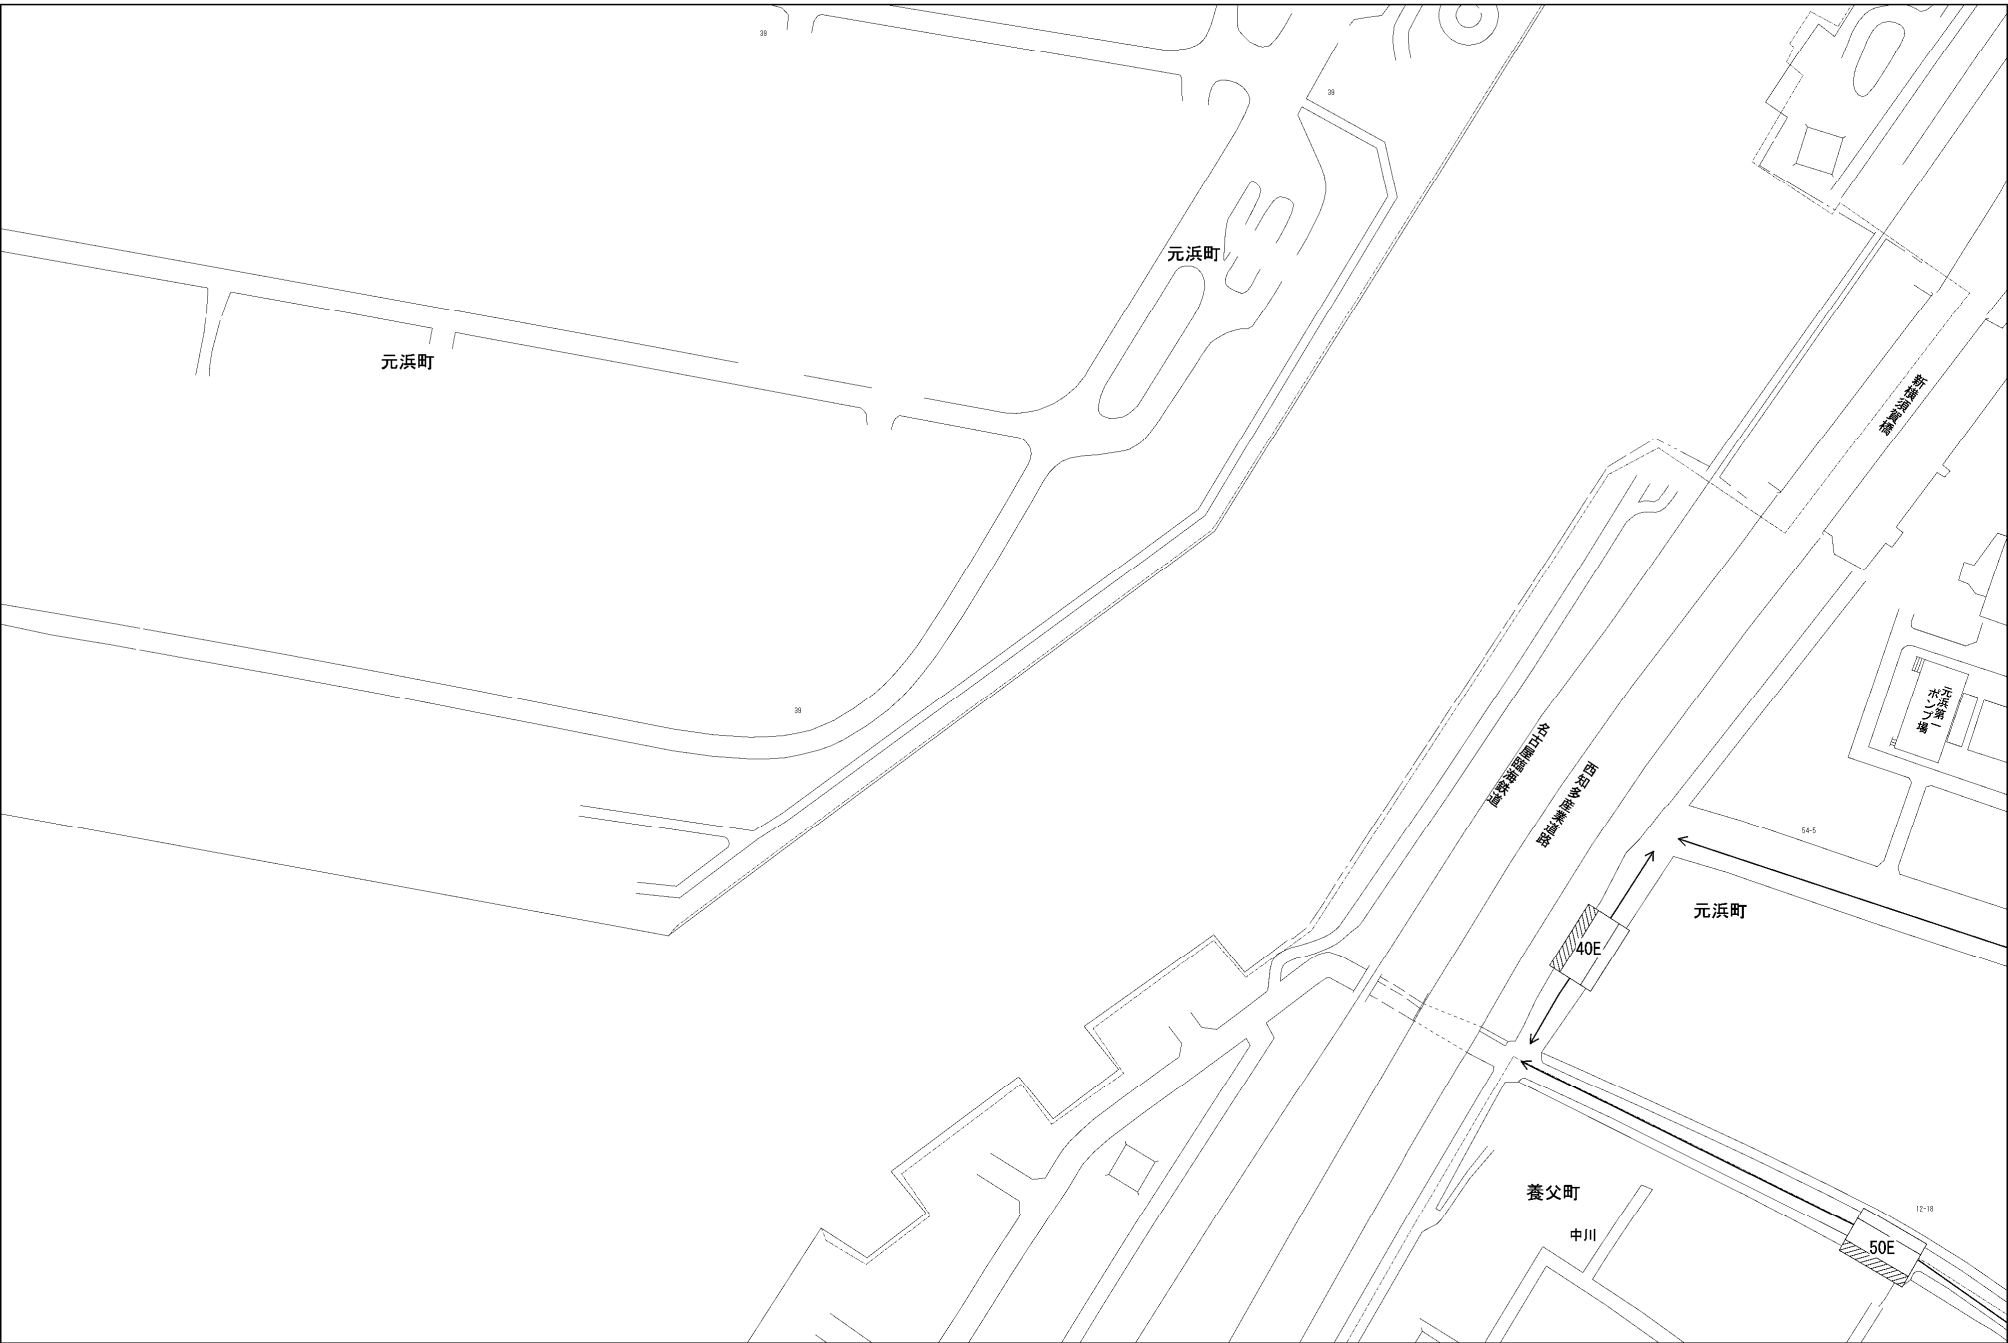 39
39
元浜町
元浜町
新横須賀橋
元浜第一
ポンプ場
39
名古屋臨海鉄道
西知多産業道路
54-5
元浜町
40E
養父町
12-18
中川
50E